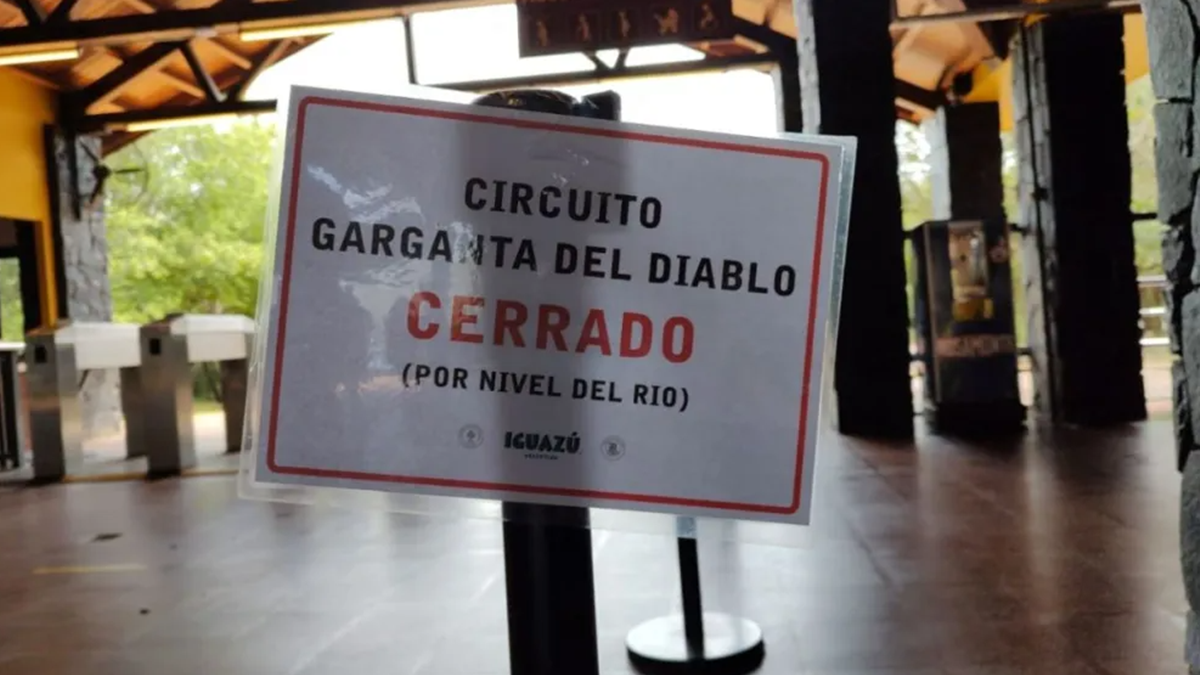 CIRCUITO
GARGANTA DEL DIABLO
CERRADO
(POR NIVEL DEL RIO)
IGUAZÚ